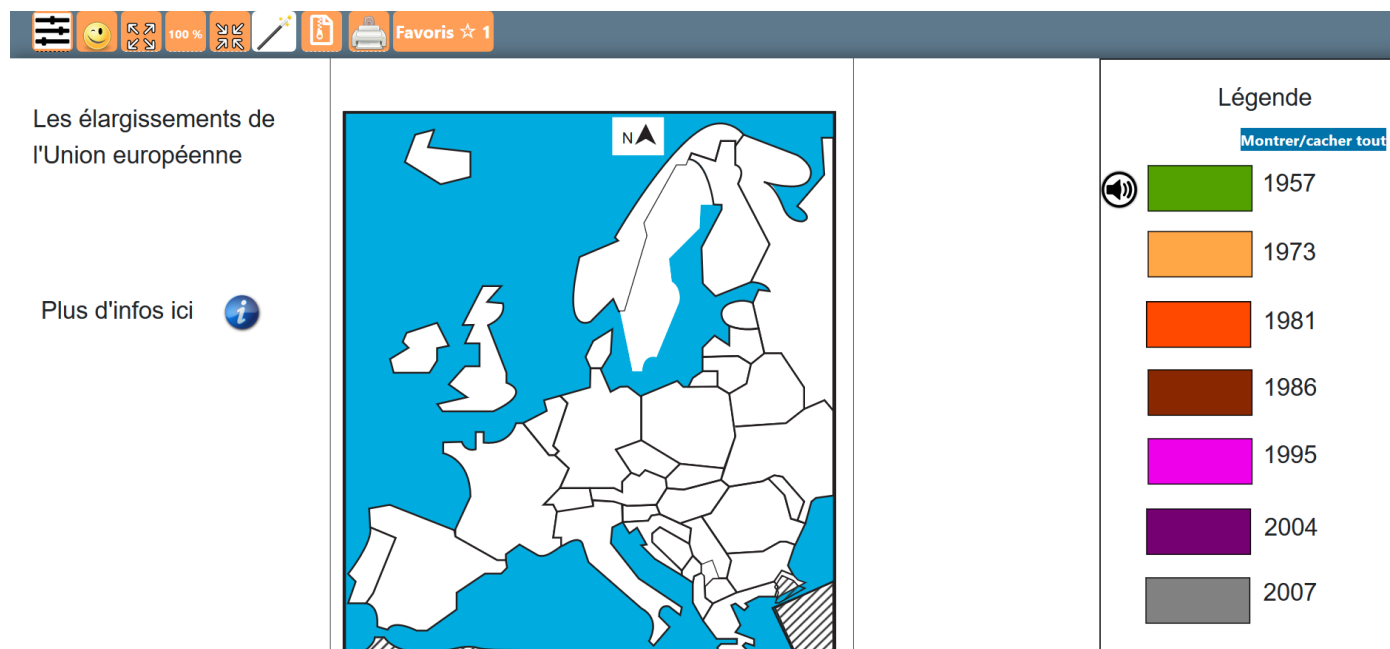 100 %
Favoris ☆ 1
Les élargissements de
l'Union européenne
Plus d'infos ici
N
Légende
Montrer/cacher tout
1957
1973
1981
1986
1995
2004
2007